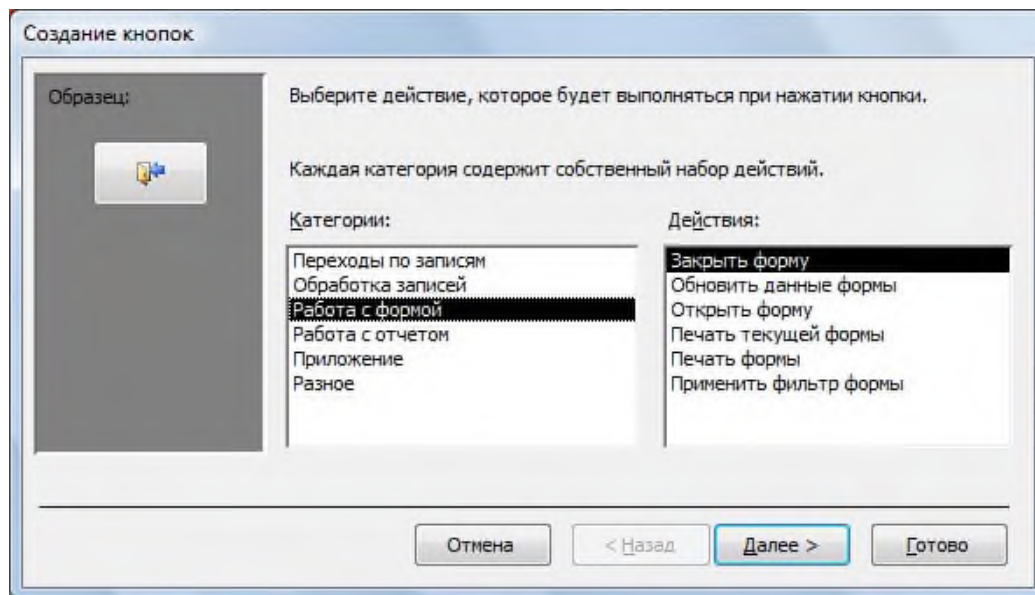 Создание кнопок
Образец:
Выберите действие, которое будет выполняться при нажатии кнопки.
Каждая категория содержит собственный набор действий.
Категории:
Переходы по записям
Обработка записей
Работа с формой
Работа с отчетом
Приложение
Разное
Действия:
Закрыть форму
Обновить данные формы
Открыть форму
Печать текущей формы
Печать формы
Применить фильтр формы
Отмена
< Назад
Далее >
Готово